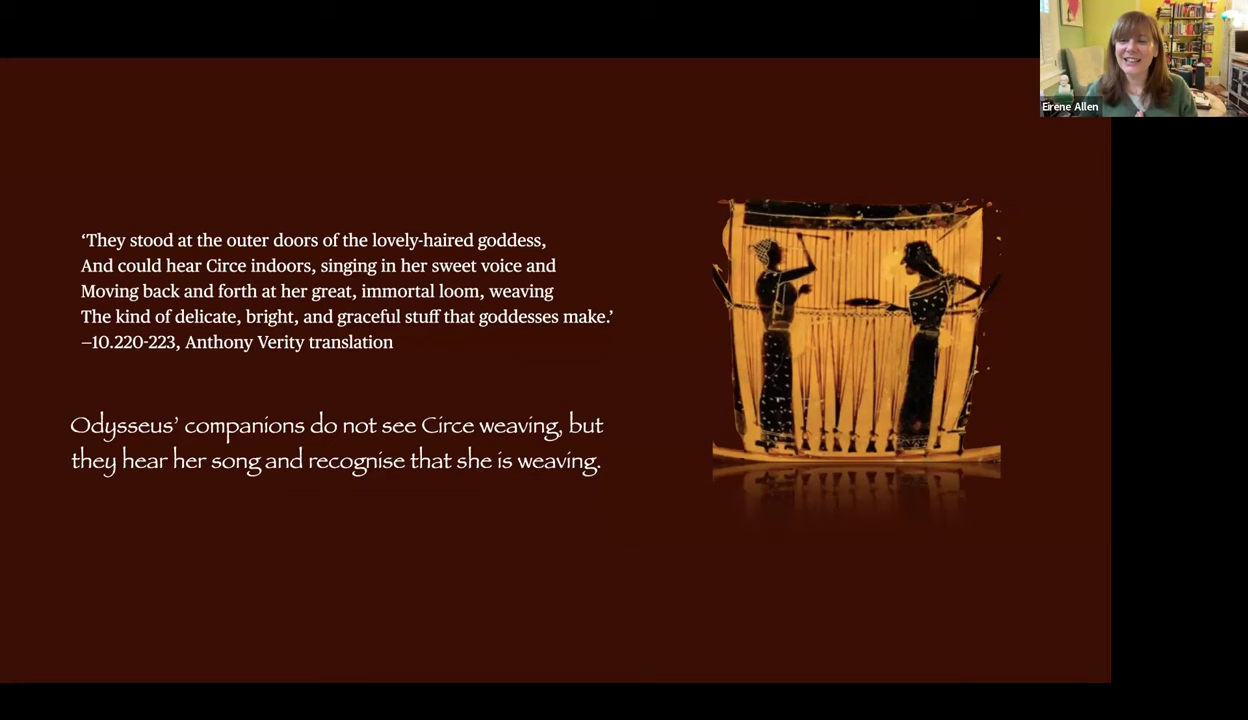 ‘They stood at the outer doors of the lovely-haired goddess,
And could hear Circe indoors, singing in her sweet voice and
Moving back and forth at her great, immortal loom, weaving
The kind of delicate, bright, and graceful stuff that goddesses make.’
–10.220-223, Anthony Verity translation
Odysseus’ companions do not see Circe weaving, but
they hear her song and recognise that she is weaving.
Eirene Allen